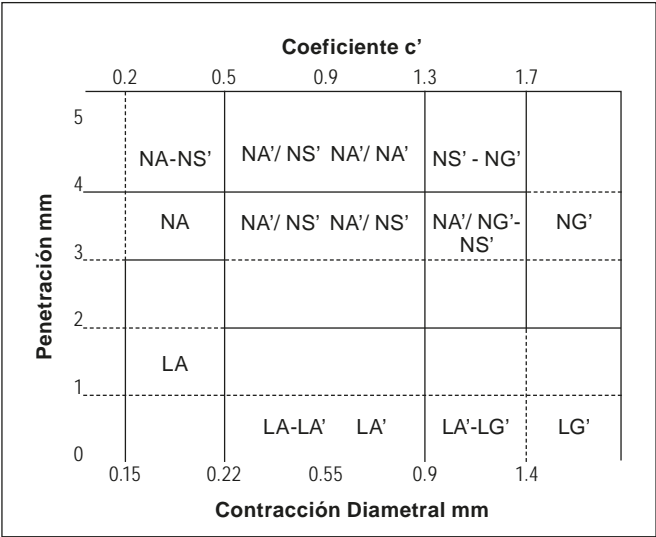 Coeficiente c'
0.2 0.5 0.9 1.3 1.7
Penetración mm
5
NA-NS' NA'/ NS' NA'/ NA' NS' - NG'
4
NA NA'/ NS' NA'/ NS' NA'/ NG'- NG'
NS'
3
2
LA
1
LA-LA' LA' LA'-LG' LG'
0
0.15 0.22 0.55 0.9 1.4
Contracción Diametral mm